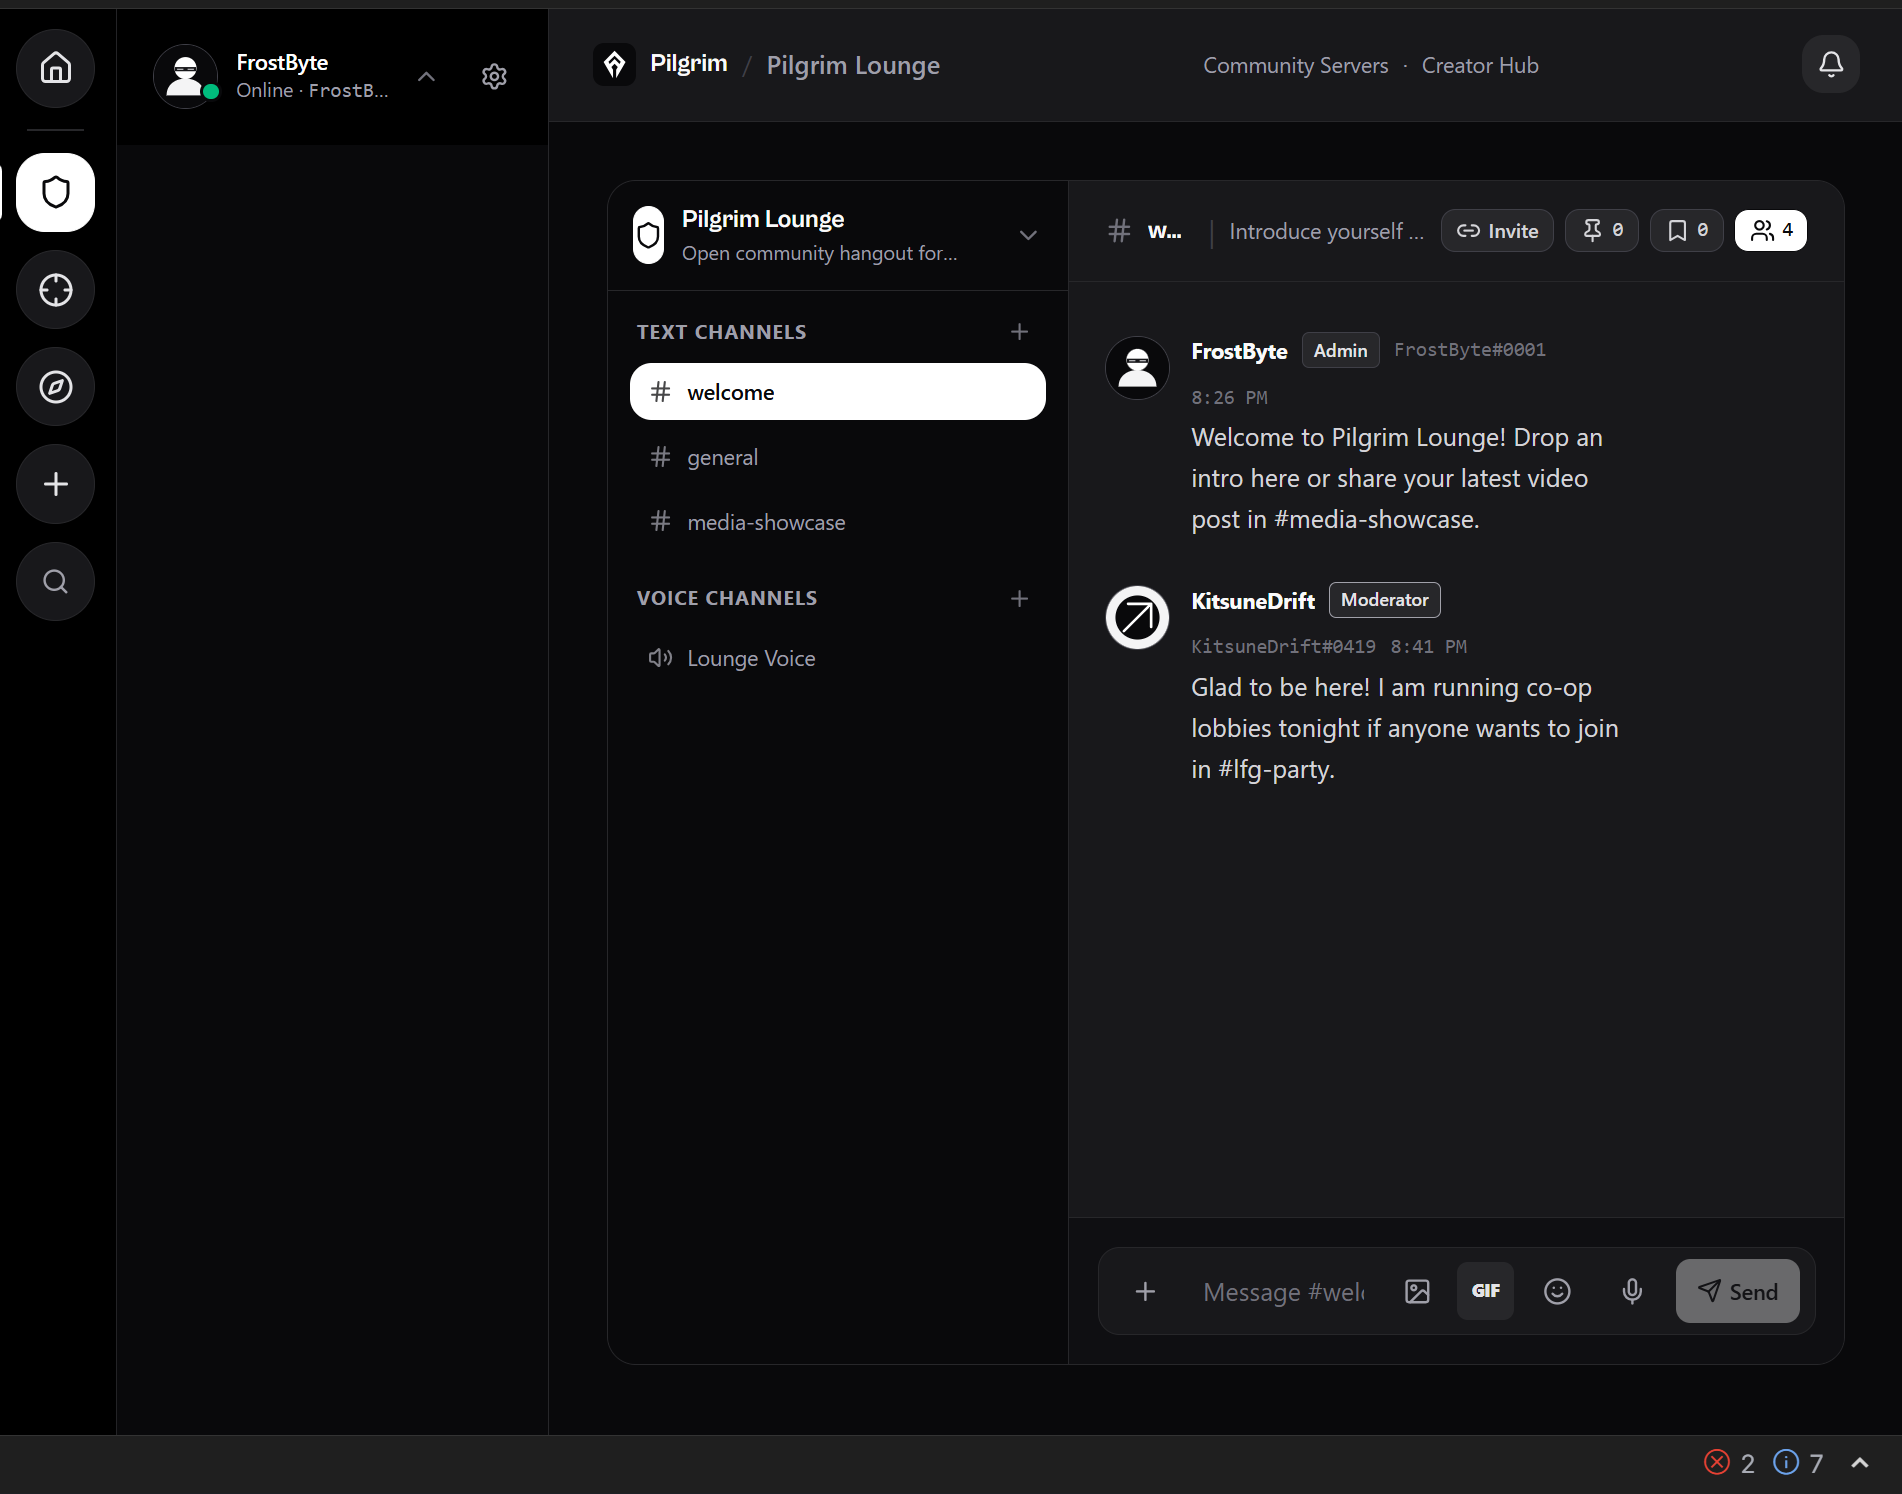 FrostByte
Online · FrostB...
Pilgrim / Pilgrim Lounge
Community Servers · Creator Hub
Pilgrim Lounge
Open community hangout for...
TEXT CHANNELS
# welcome
# general
# media-showcase
VOICE CHANNELS
Lounge Voice
# w... | Introduce yourself ...
Invite
0
0
4
FrostByte Admin FrostByte#0001
8:26 PM
Welcome to Pilgrim Lounge! Drop an
intro here or share your latest video
post in #media-showcase.
KitsuneDrift Moderator
KitsuneDrift#0419 8:41 PM
Glad to be here! I am running co-op
lobbies tonight if anyone wants to join
in #lfg-party.
Message #wel
GIF
Send
2
7